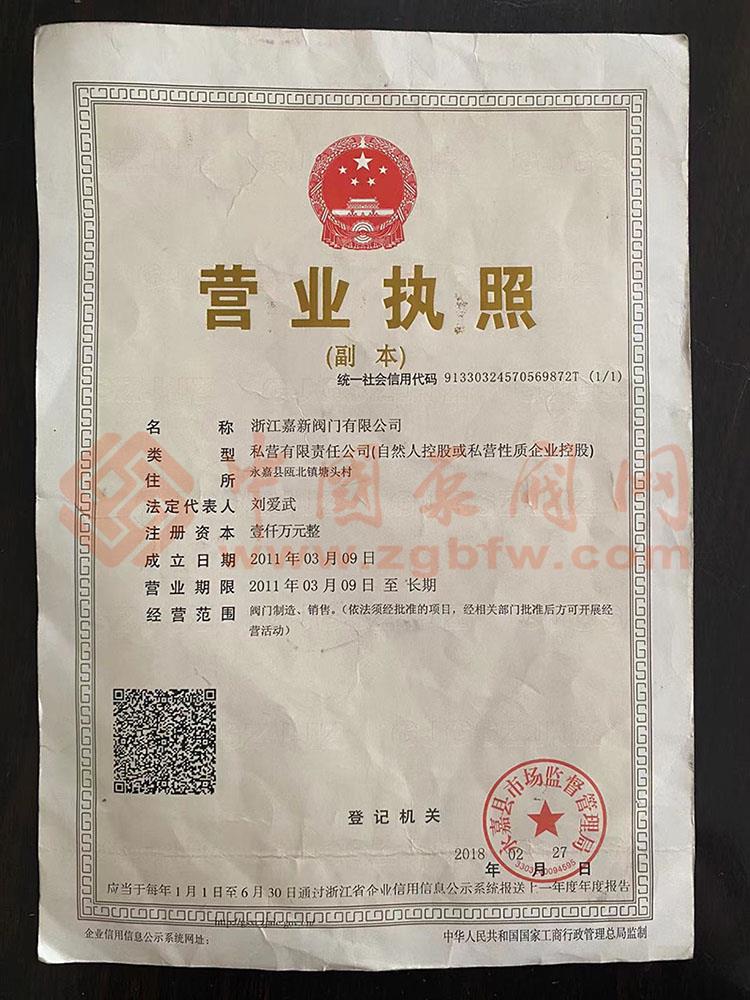 营业执照
(副 本)
统一社会信用代码 91330324570569872T (1/1)
名 称 浙江嘉新阀门有限公司
类 型 私营有限责任公司(自然人控股或私营性质企业控股)
住 所 永嘉县瓯北镇塘头村
法定代表人 刘爱武
注册资本 壹仟万元整
成立日期 2011年03月09日
营业期限 2011年03月09日 至 长期
经营范围 阀门制造、销售。(依法须经批准的项目，经相关部门批准后方可开展经
营活动)
中国泵阀网
www.zgbfw.com
登记机关
永嘉县市场监督管理局
2018 02 27
年 月 日
应当于每年1月1日至6月30日通过浙江省企业信用信息公示系统报送上一年度年度报告
企业信用信息公示系统网址：
中华人民共和国国家工商行政管理总局监制